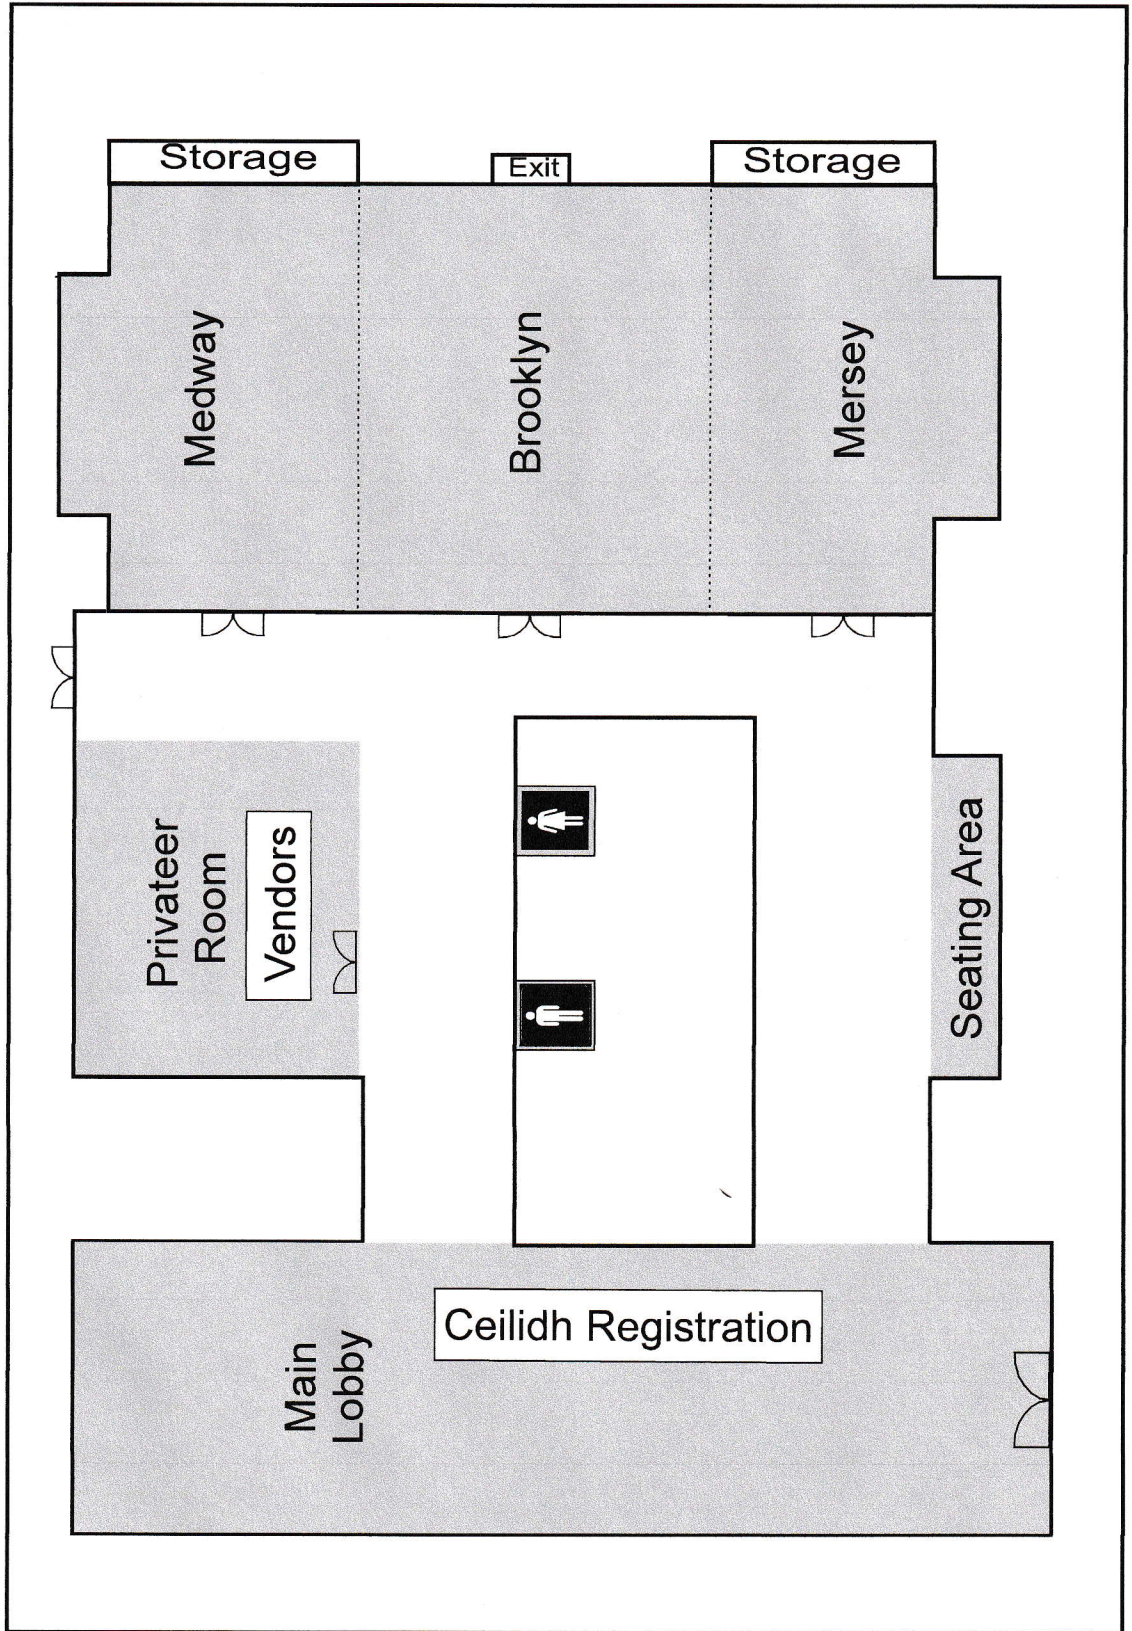 Storage
Exit
Storage
Medway
Brooklyn
Mersey
Privateer
Room
Vendors
Seating Area
Ceilidh Registration
Main
Lobby